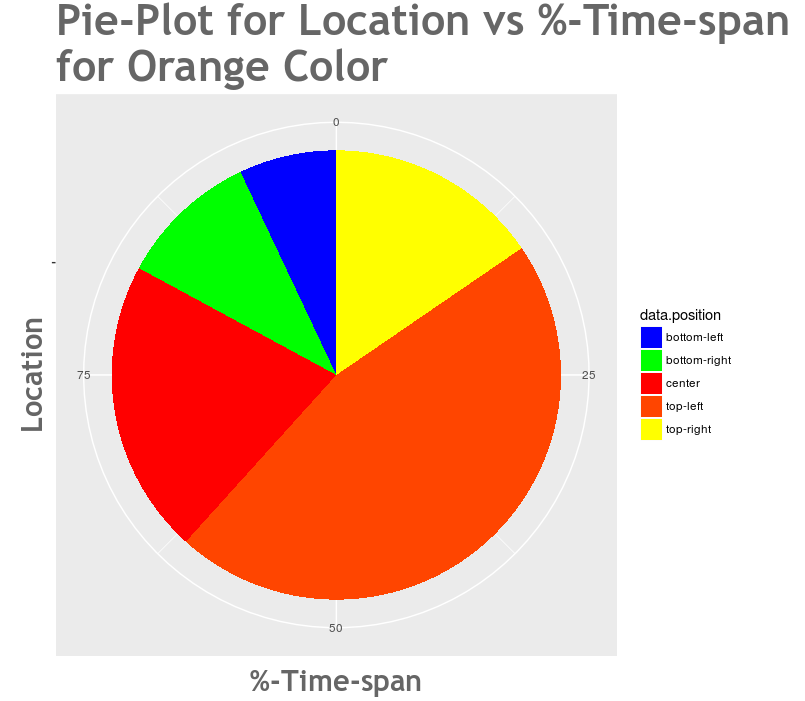 Pie-Plot for Location vs %-Time-span
for Orange Color
0
25
50
75
Location
%-Time-span
data.position
bottom-left
bottom-right
center
top-left
top-right